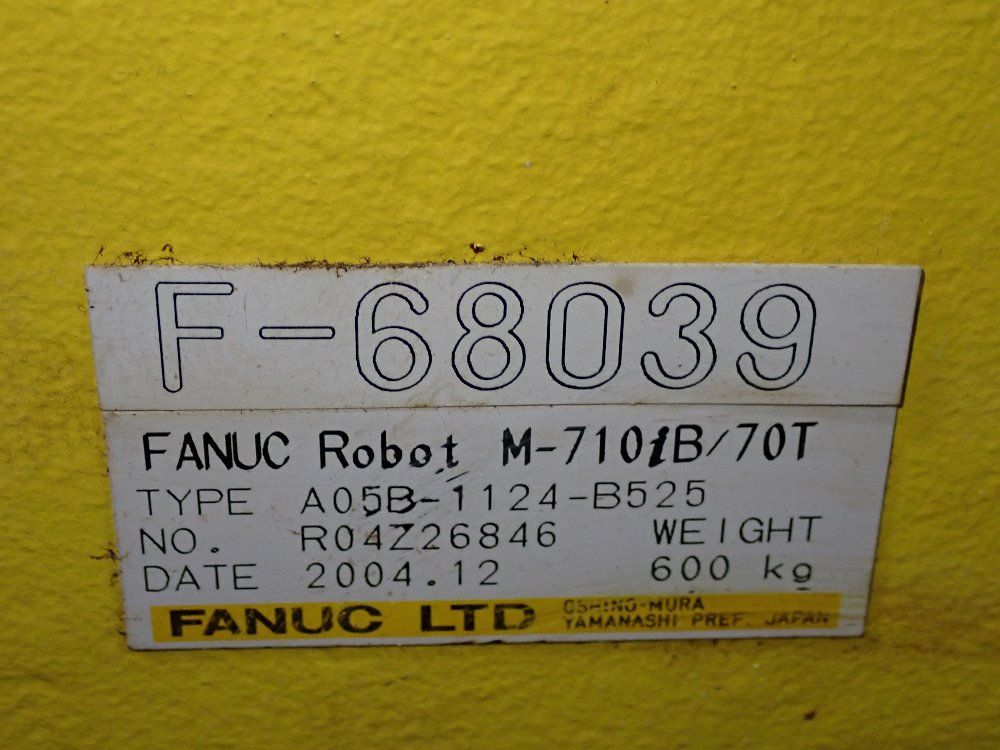 F-68039
FANUC Robot M-710iB/70T
TYPE A05B-1124-B525
NO. R04Z26846 WEIGHT
DATE 2004.12 600 kg
FANUC LTD OSHINO-MURA
YAMANASHI PREF. JAPAN